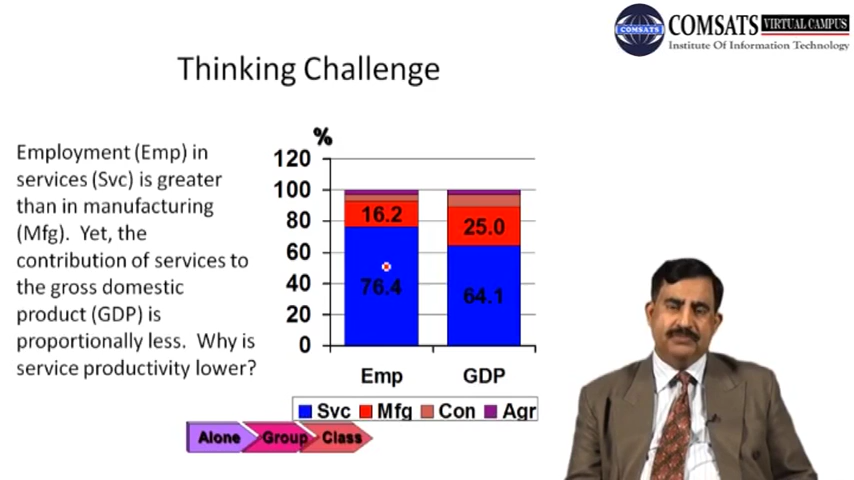 COMSATS
COMSATS VIRTUAL CAMPUS
Institute Of Information Technology
Thinking Challenge
Employment (Emp) in
services (Svc) is greater
than in manufacturing
(Mfg). Yet, the
contribution of services to
the gross domestic
product (GDP) is
proportionally less. Why is
service productivity lower?
%
120
100
80
60
40
20
0
16.2
25.0
76.4
64.1
Emp GDP
Svc Mfg Con Agr
Alone Group Class